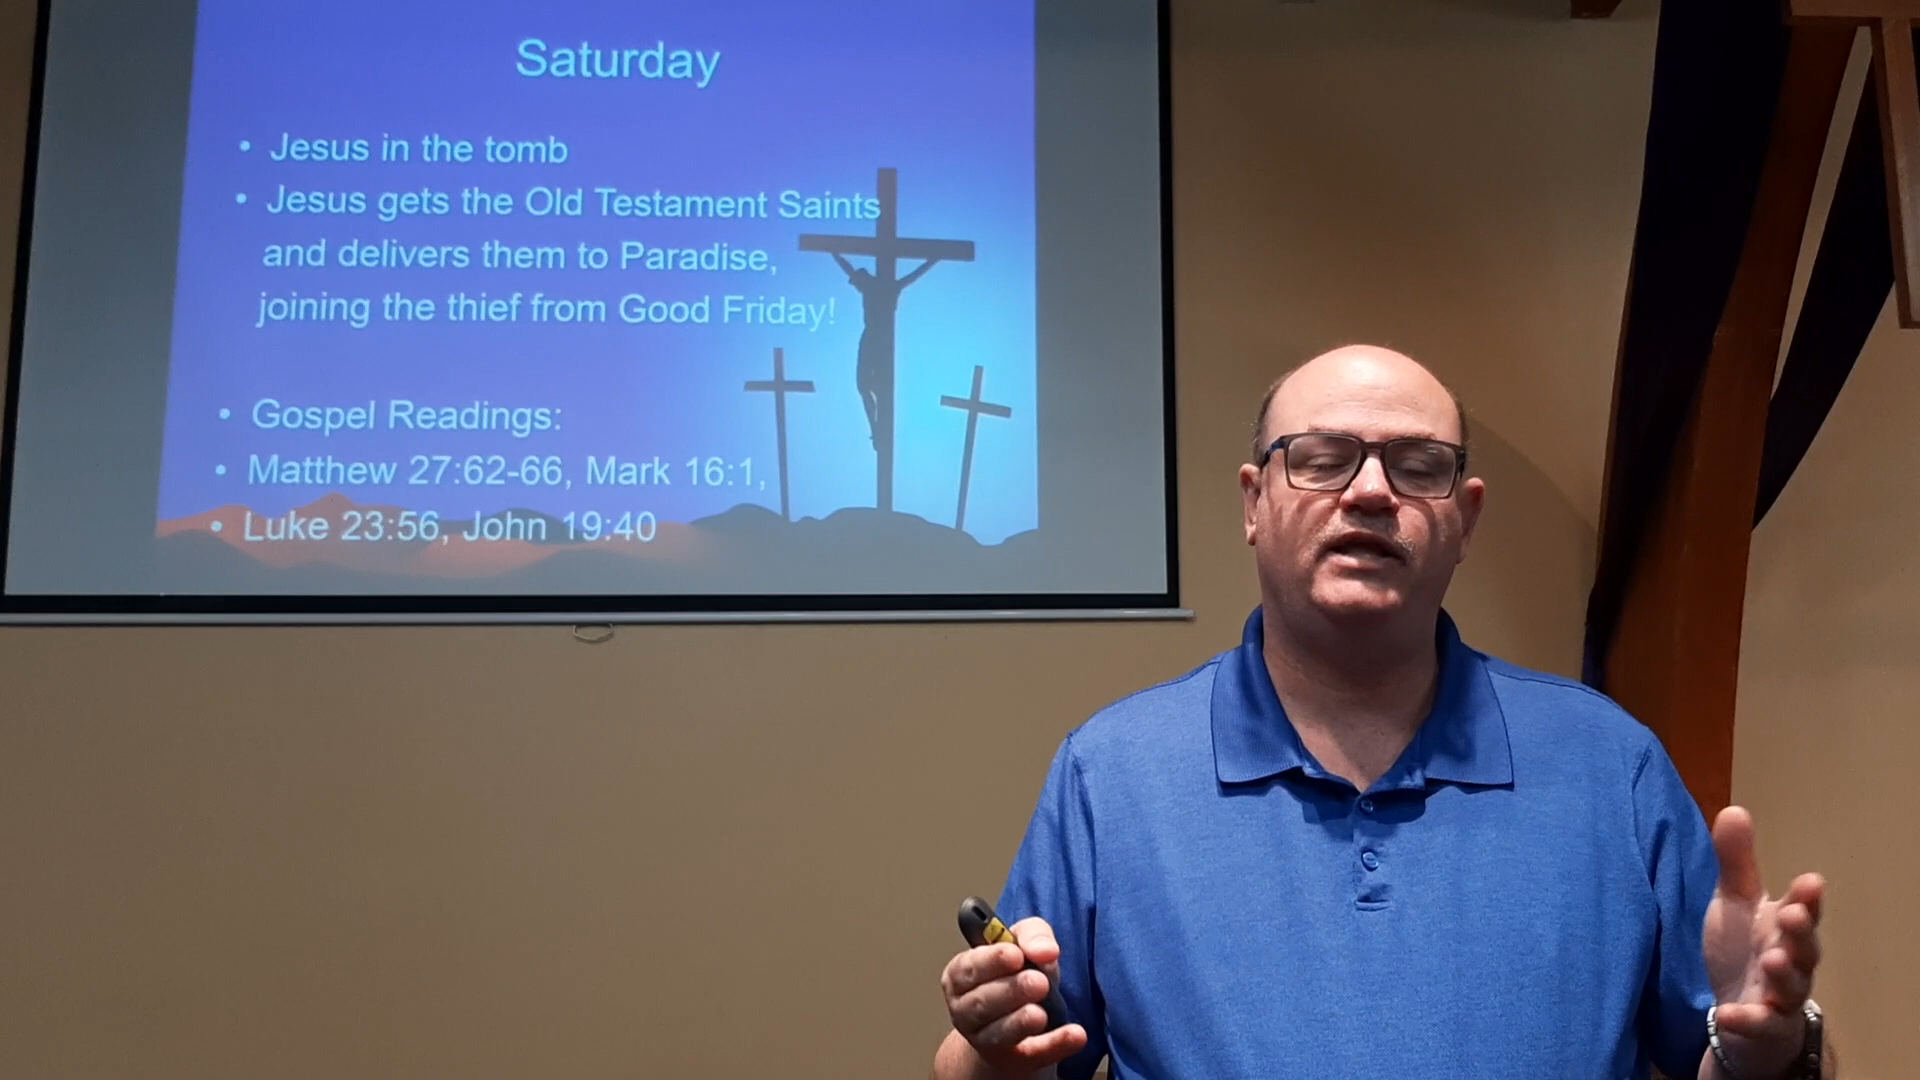 Saturday
• Jesus in the tomb
• Jesus gets the Old Testament Saints
and delivers them to Paradise,
joining the thief from Good Friday!
• Gospel Readings:
• Matthew 27:62-66, Mark 16:1,
• Luke 23:56, John 19:40